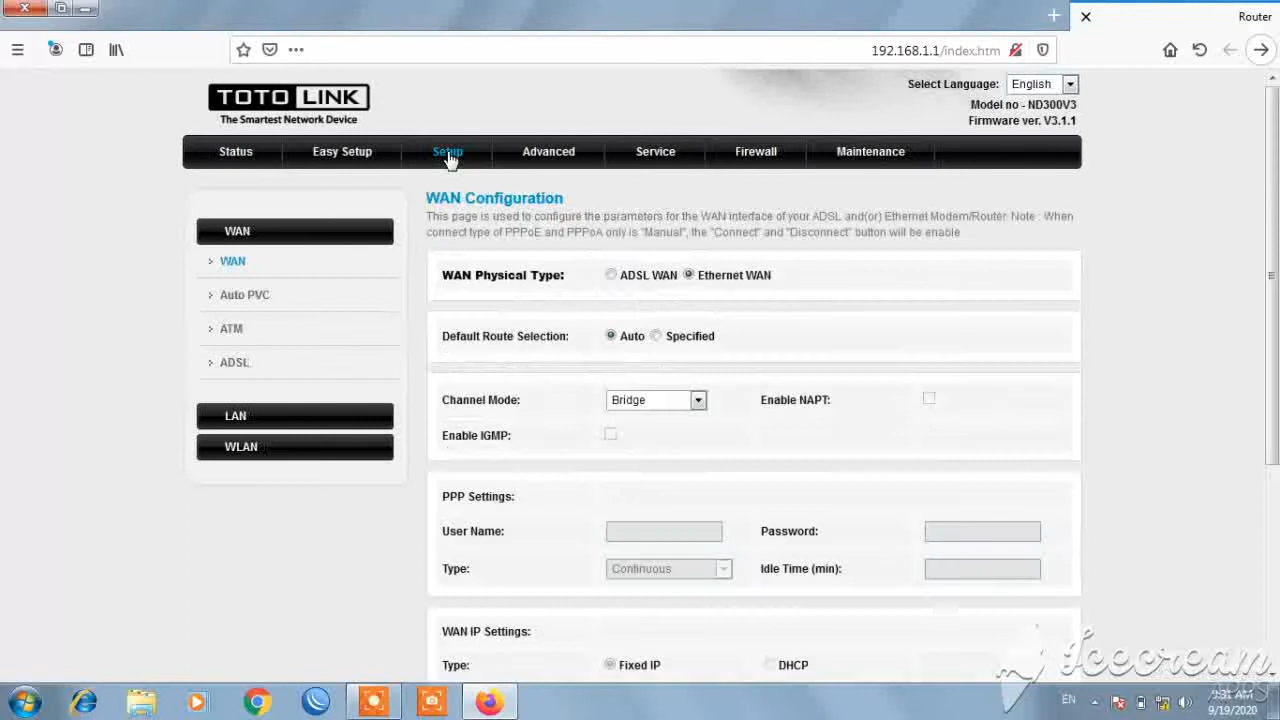 Router
192.168.1.1/index.htm
TOTO LINK
The Smartest Network Device
Select Language: English
Model no - ND300V3
Firmware ver. V3.1.1
Status Easy Setup Setup Advanced Service Firewall Maintenance
WAN
WAN
Auto PVC
ATM
ADSL
LAN
WLAN
WAN Configuration
This page is used to configure the parameters for the WAN interface of your ADSL and(or) Ethernet Modem/Router. Note : When
connect type of PPPoE and PPPoA only is "Manual", the "Connect" and "Disconnect" button will be enable.
WAN Physical Type: ADSL WAN Ethernet WAN
Default Route Selection: Auto Specified
Channel Mode: Bridge Enable NAPT:
Enable IGMP:
PPP Settings:
User Name: Password:
Type: Continuous Idle Time (min):
WAN IP Settings:
Type: Fixed IP DHCP
Icecream
EN
9:31 AM
9/19/2020